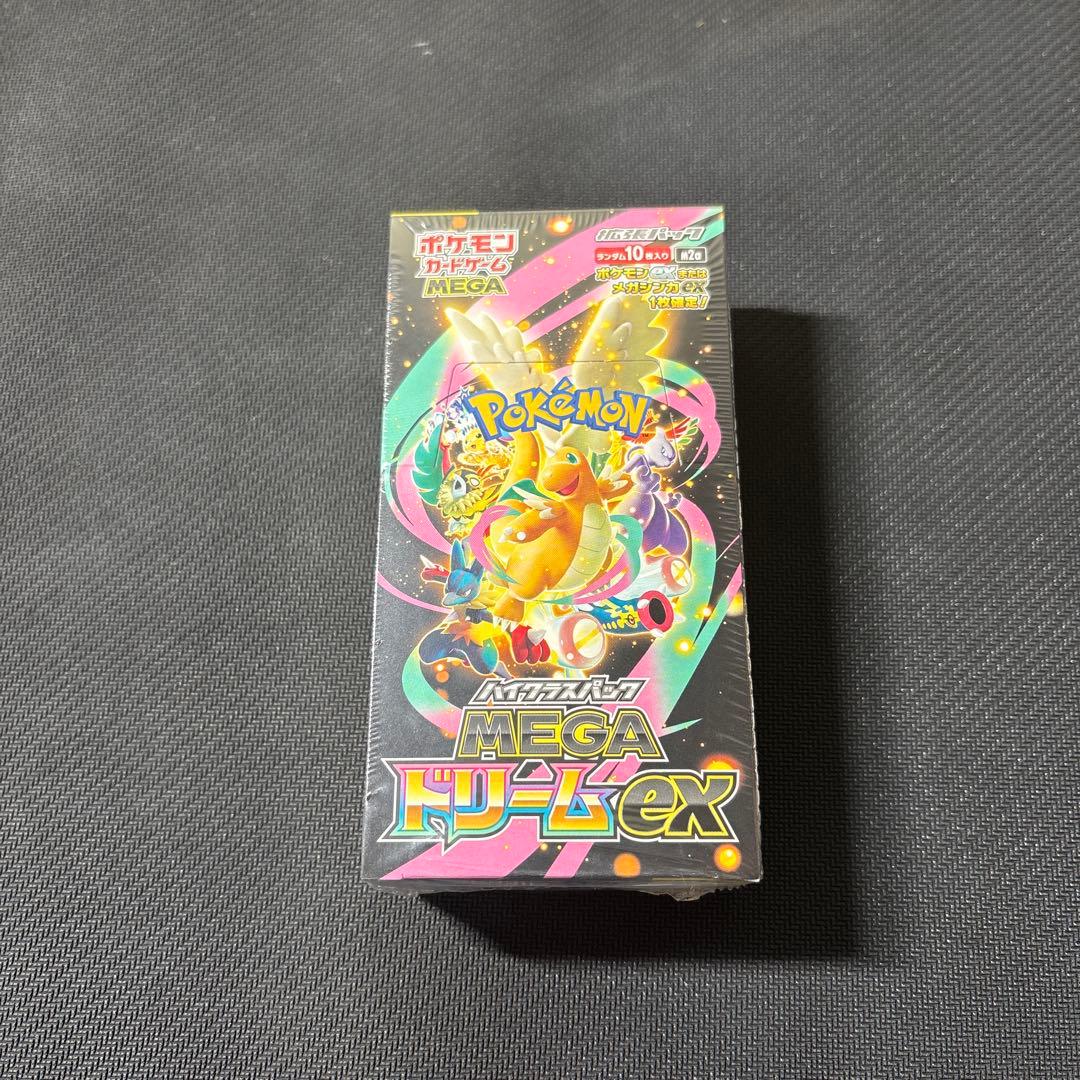 ポケモン
カードゲーム
MEGA
拡張パック
ランダム10枚入り
m2a
ポケモンexまたは
メガシンカex
1枚確定!
POKéMON
TM
ハイクラスパック
MEGA
ドリームex